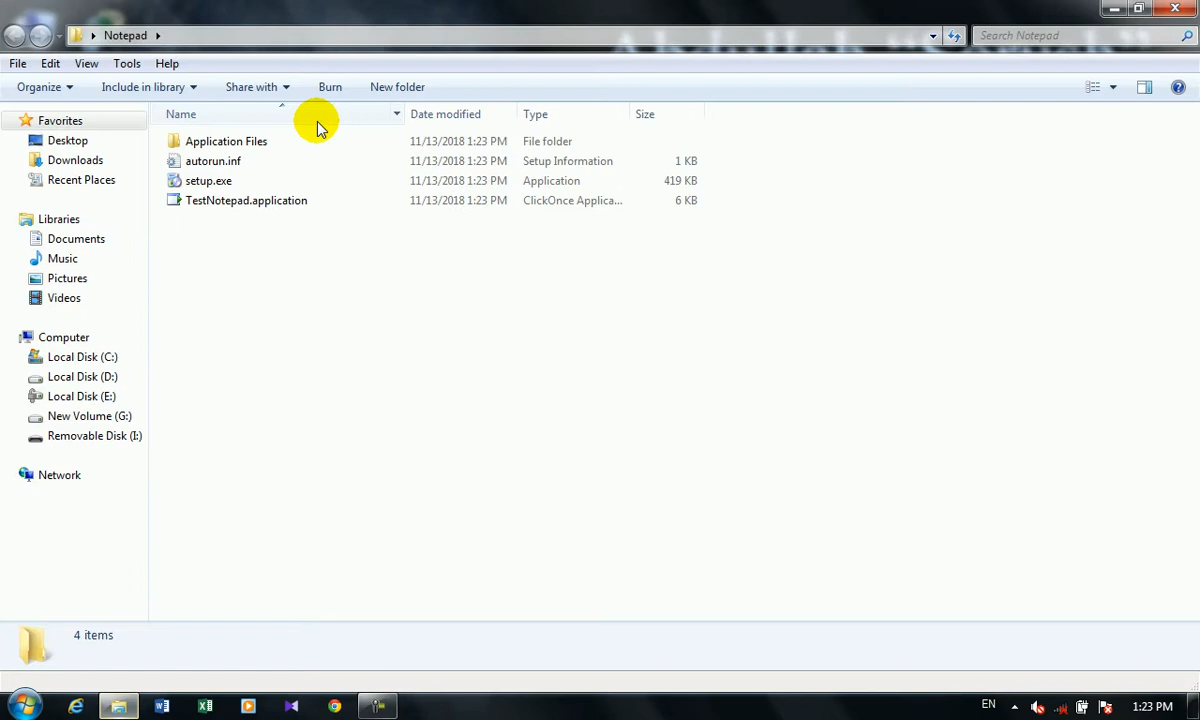 Notepad
Search Notepad
File Edit View Tools Help
Organize Include in library Share with Burn New folder
Name Date modified Type Size
Favorites
Desktop
Downloads
Recent Places
Libraries
Documents
Music
Pictures
Videos
Computer
Local Disk (C:)
Local Disk (D:)
Local Disk (E:)
New Volume (G:)
Removable Disk (I:)
Network
Application Files 11/13/2018 1:23 PM File folder
autorun.inf 11/13/2018 1:23 PM Setup Information 1 KB
setup.exe 11/13/2018 1:23 PM Application 419 KB
TestNotepad.application 11/13/2018 1:23 PM ClickOnce Applica... 6 KB
4 items
EN 1:23 PM